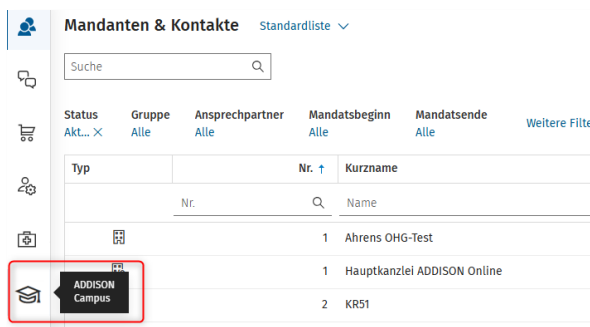 Mandanten & Kontakte Standardliste
Suche
Status Gruppe Ansprechpartner Mandatsbeginn Mandatsende
Akt... Alle Alle Alle Alle Weitere Filte
Typ Nr. ↑ Kurzname
Nr. Name
1 Ahrens OHG-Test
1 Hauptkanzlei ADDISON Online
ADDISON
Campus
2 KR51